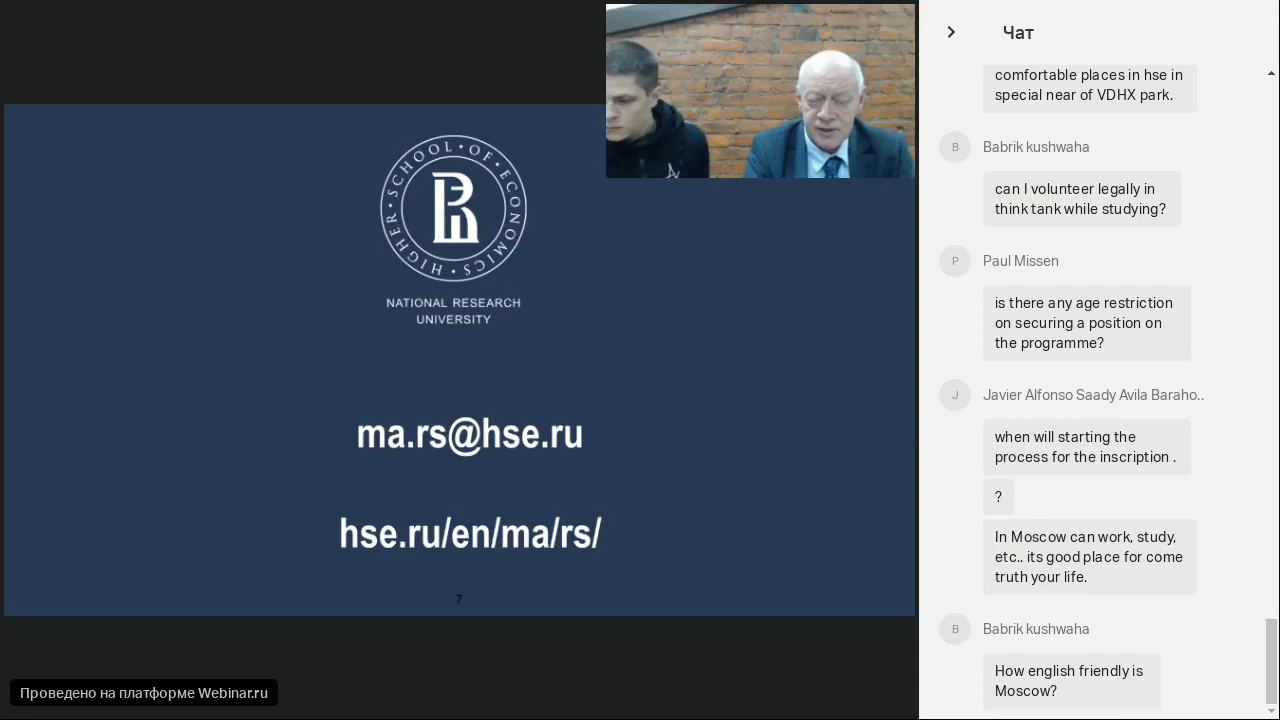 HIGHER • SCHOOL • OF • ECONOMICS •
NATIONAL RESEARCH
UNIVERSITY
ma.rs@hse.ru
hse.ru/en/ma/rs/
7
Проведено на платформе Webinar.ru
Чат
comfortable places in hse in
special near of VDHX park.
B
Babrik kushwaha
can I volunteer legally in
think tank while studying?
P
Paul Missen
is there any age restriction
on securing a position on
the programme?
J
Javier Alfonso Saady Avila Baraho..
when will starting the
process for the inscription .
?
In Moscow can work, study,
etc.. its good place for come
truth your life.
B
Babrik kushwaha
How english friendly is
Moscow?